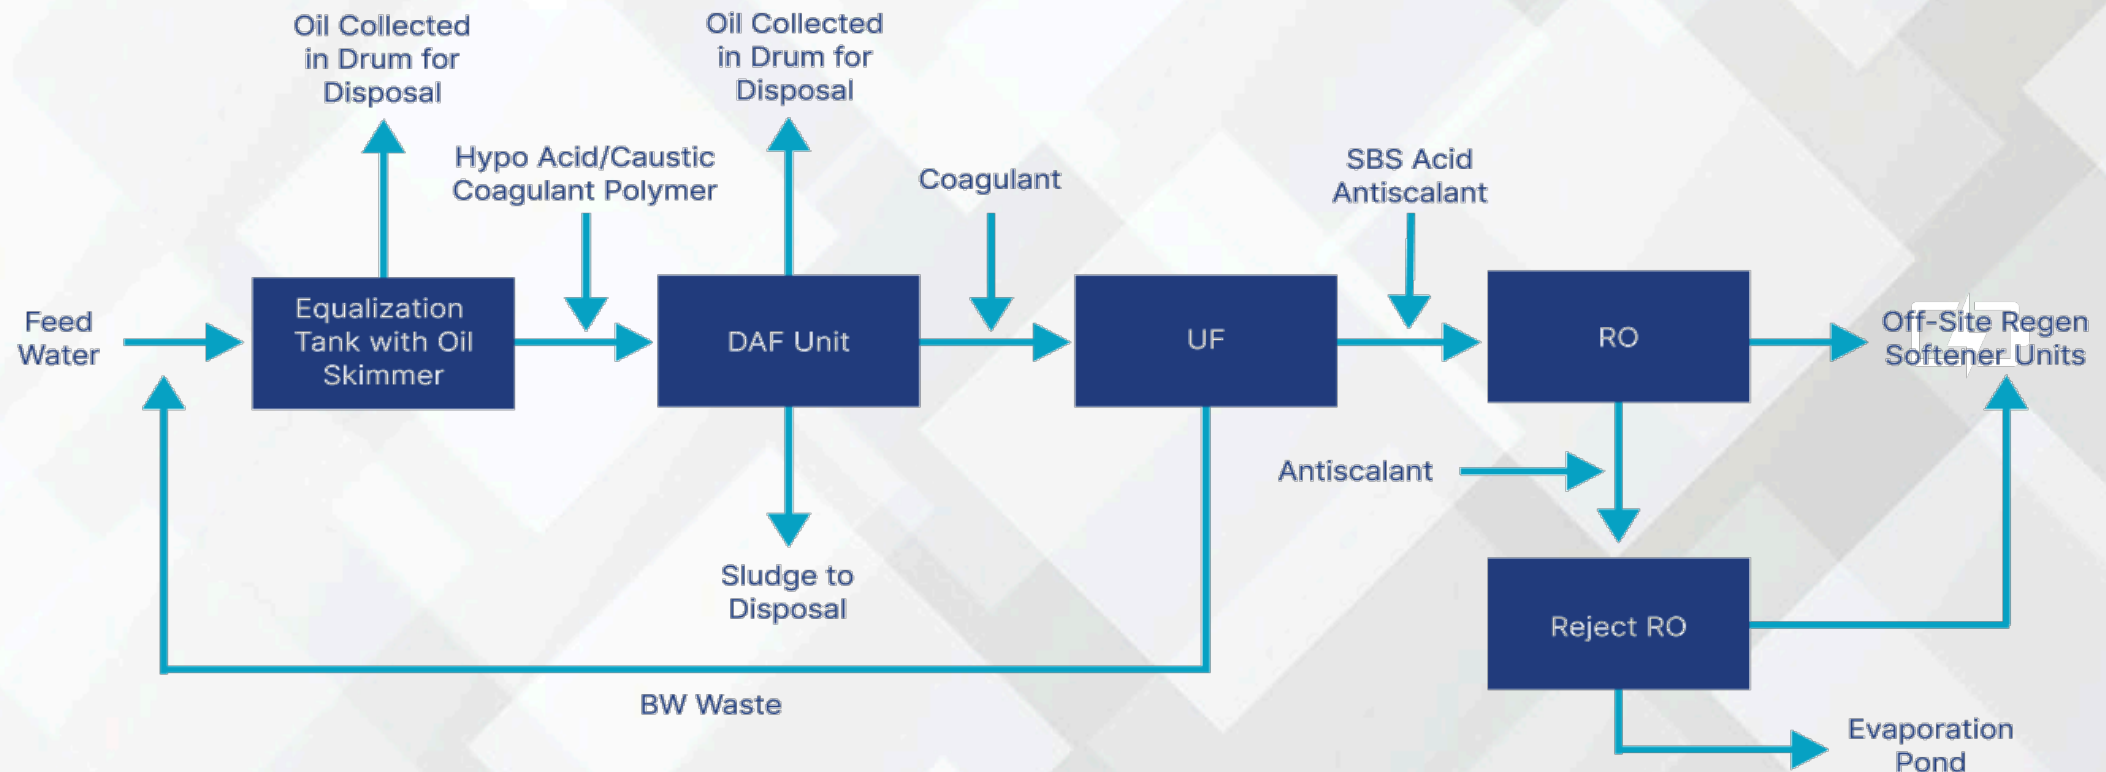 Oil Collected
in Drum for
Disposal
Oil Collected
in Drum for
Disposal
Hypo Acid/Caustic
Coagulant Polymer
Coagulant
SBS Acid
Antiscalant
Feed
Water
Equalization
Tank with Oil
Skimmer
DAF Unit
UF
RO
Off-Site Regen
Softener Units
Antiscalant
Sludge to
Disposal
Reject RO
BW Waste
Evaporation
Pond